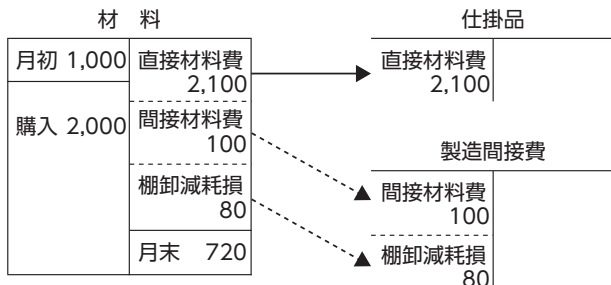 材　料
月初 1,000
購入 2,000
直接材料費
2,100
間接材料費
100
棚卸減耗損
80
月末　720
仕掛品
直接材料費
2,100
製造間接費
間接材料費
100
棚卸減耗損
80